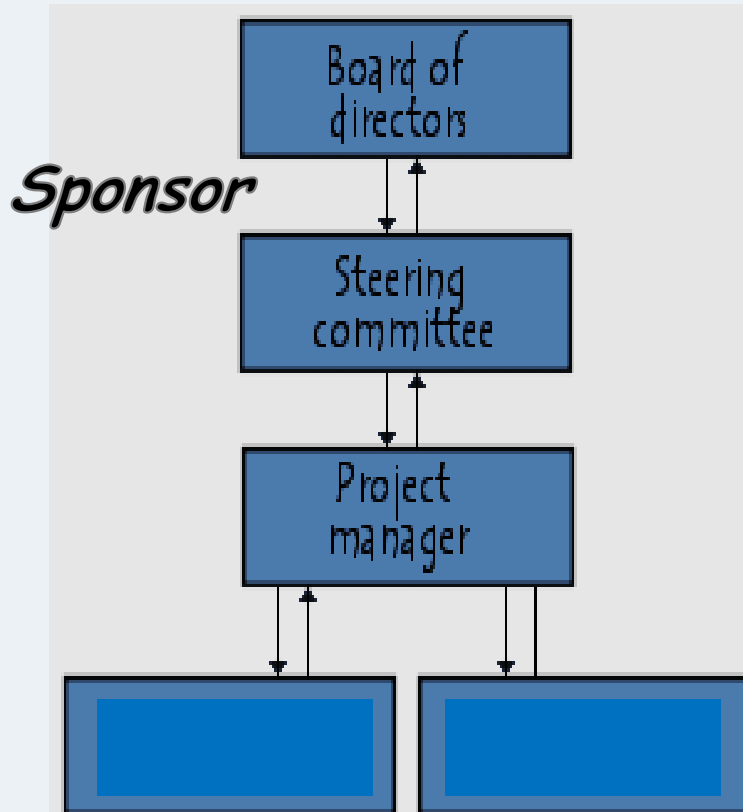 Board of
directors
Sponsor
Steering
committee
Project
manager